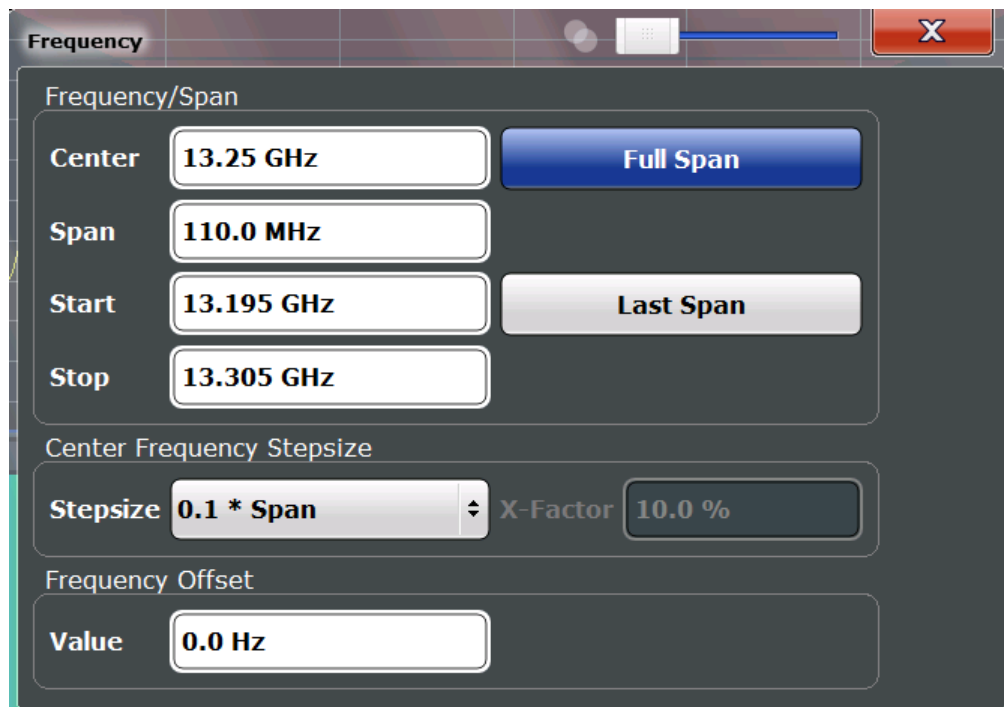 Frequency
X
Frequency/Span
Center 13.25 GHz Full Span
Span 110.0 MHz
Start 13.195 GHz Last Span
Stop 13.305 GHz
Center Frequency Stepsize
Stepsize 0.1 * Span X-Factor 10.0 %
Frequency Offset
Value 0.0 Hz